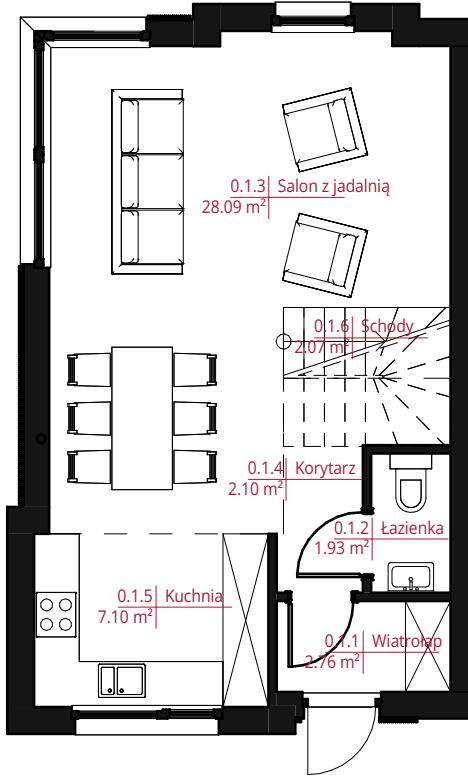 0.1.3 Salon z jadalnią
28.09 m²
0.1.6 Schody
2.07 m²
0.1.4 Korytarz
2.10 m²
0.1.2 Łazienka
1.93 m²
0.1.5 Kuchnia
7.10 m²
0.1.1 Wiatrołap
2.76 m²